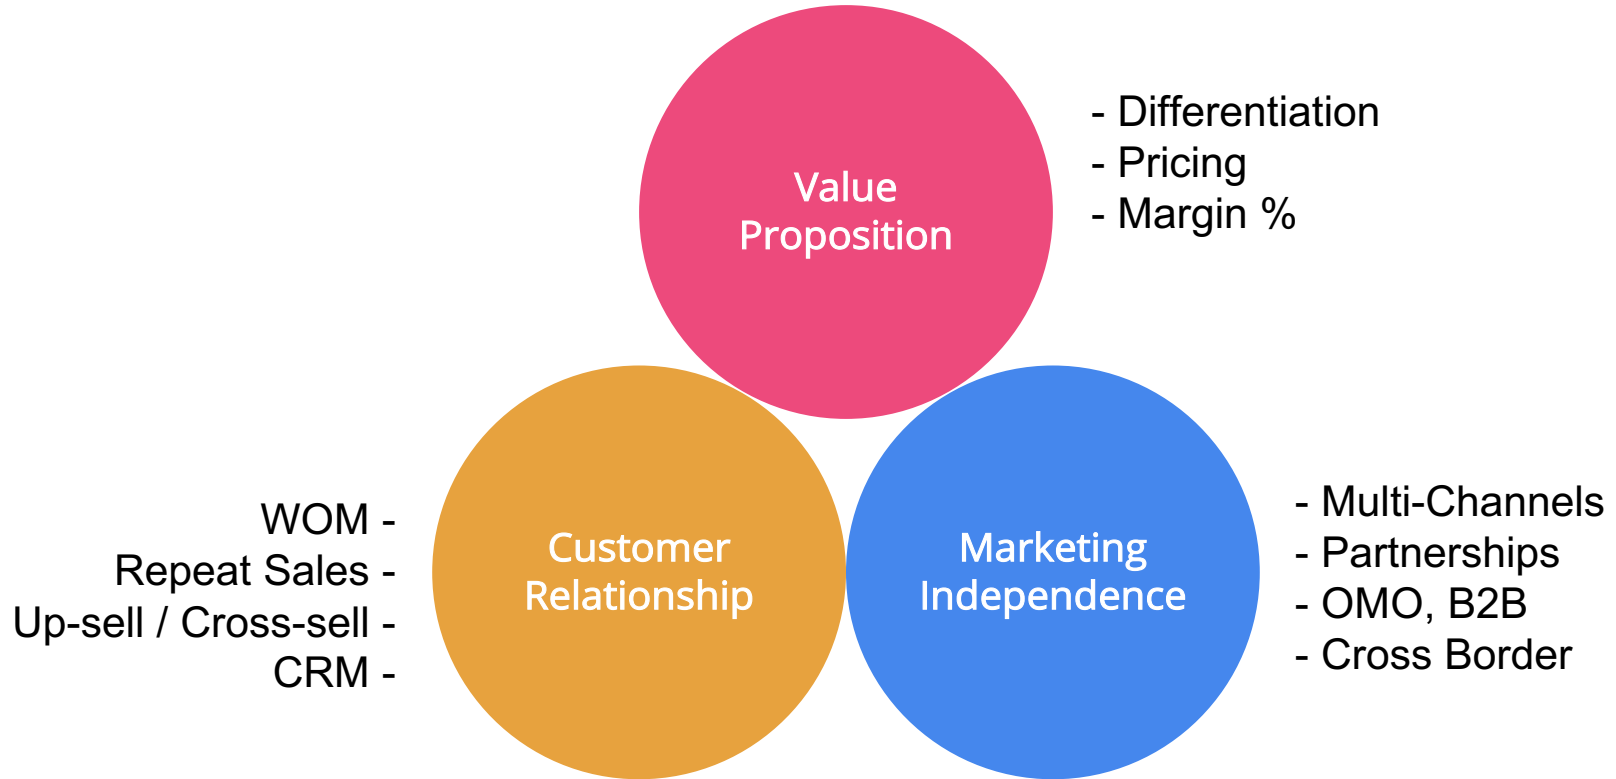 Value
Proposition
- Differentiation
- Pricing
- Margin %
WOM -
Repeat Sales -
Up-sell / Cross-sell -
CRM -
Customer
Relationship
Marketing
Independence
- Multi-Channels
- Partnerships
- OMO, B2B
- Cross Border